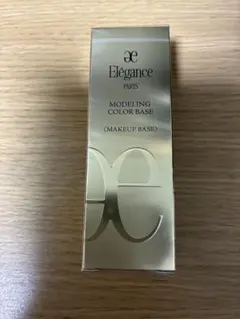 æ
Elégance
PARIS
MODELING
COLOR BASE
(MAKEUP BASE)
æ